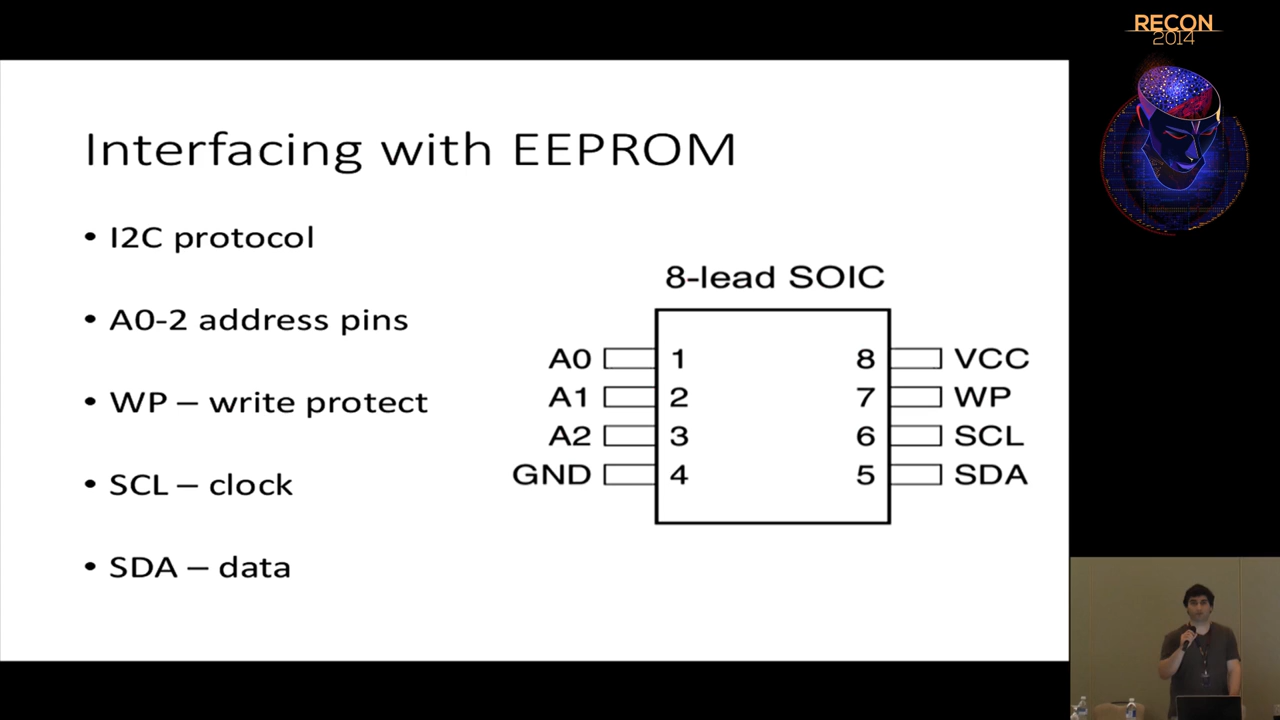 RECON
2014
Interfacing with EEPROM
• I2C protocol
• A0-2 address pins
• WP – write protect
• SCL – clock
• SDA – data
8-lead SOIC
A0 1 8 VCC
A1 2 7 WP
A2 3 6 SCL
GND 4 5 SDA